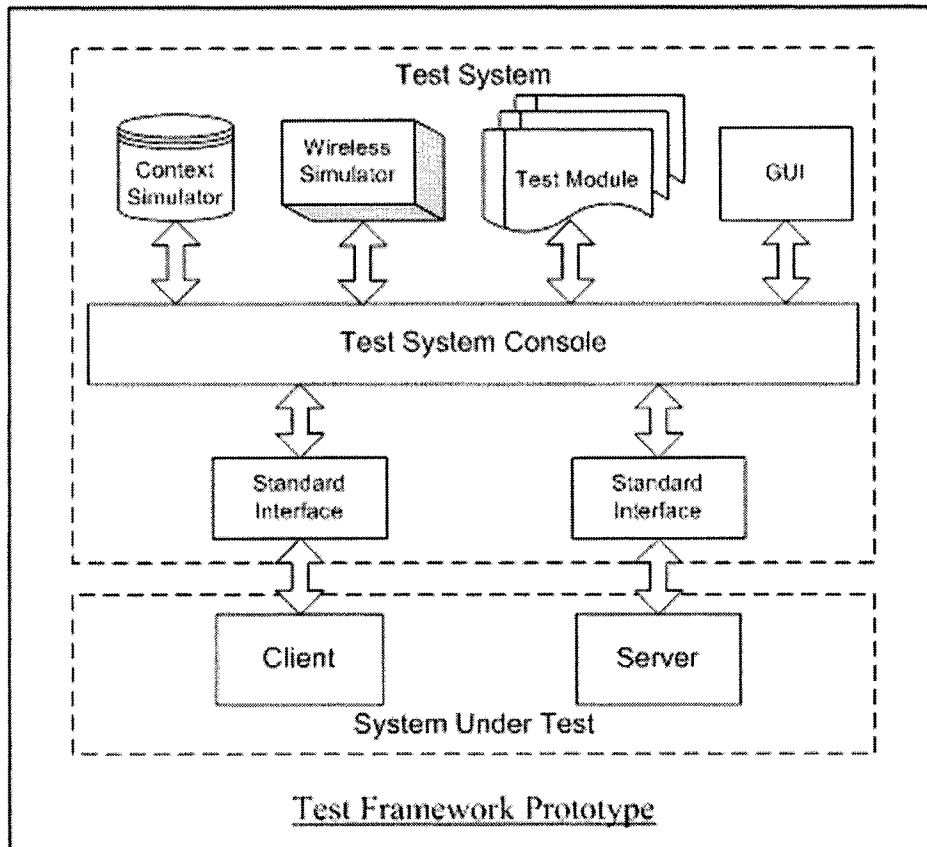 Test System
Context
Simulator
Wireless
Simulator
Test Module
GUI
Test System Console
Standard
Interface
Standard
Interface
Client
Server
System Under Test
Test Framework Prototype